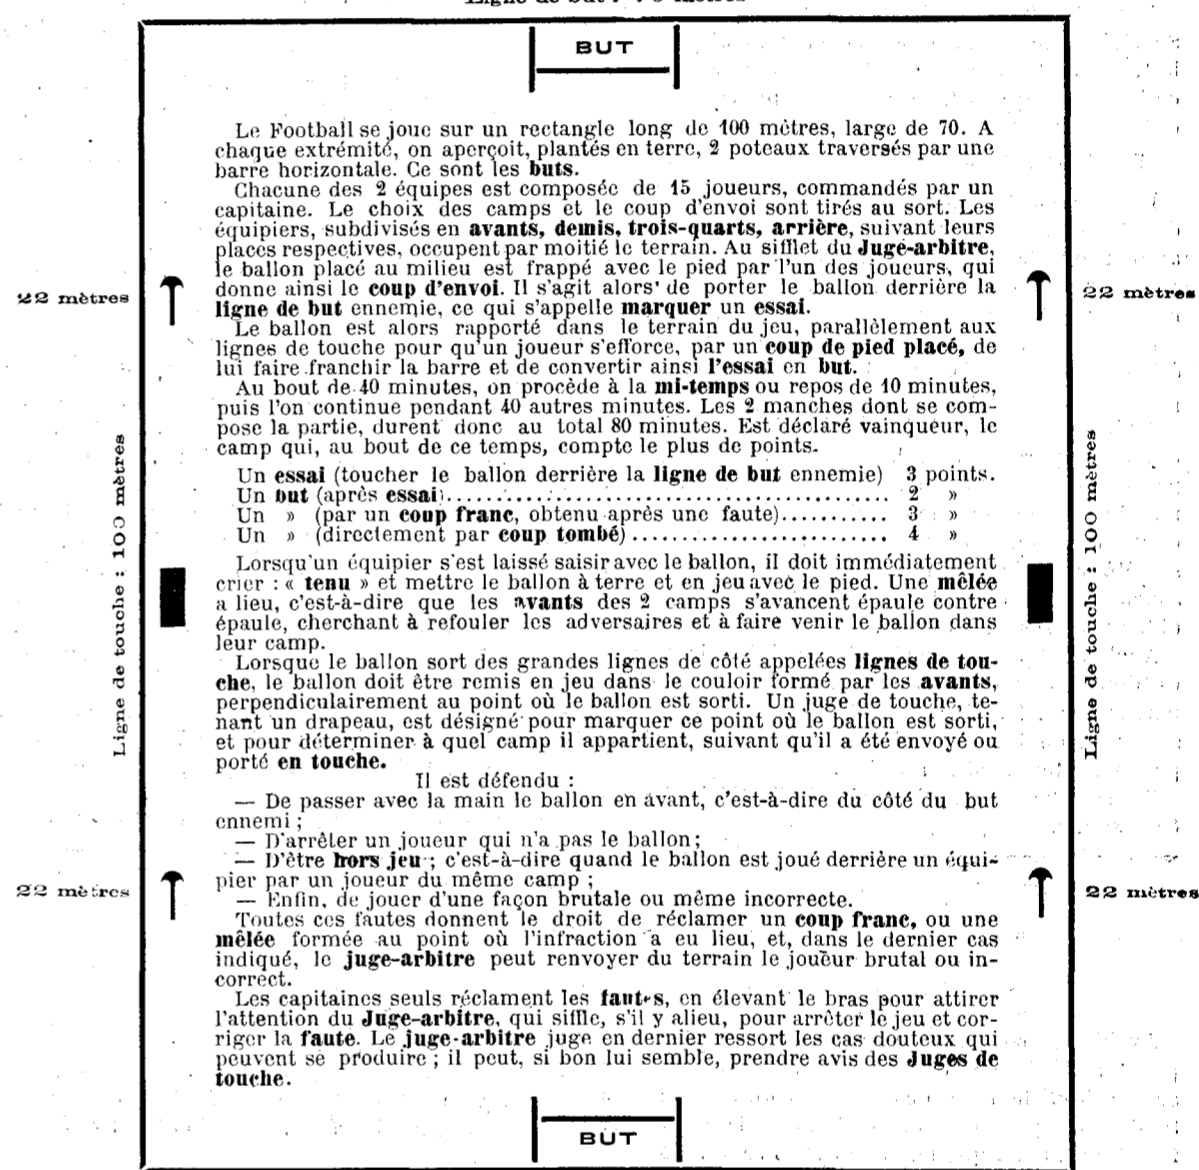 BUT
Le Football se joue sur un rectangle long de 100 mètres, large de 70. A
chaque extrémité, on aperçoit, plantés en terre, 2 poteaux traversés par une
barre horizontale. Ce sont les buts.
Chacune des 2 équipes est composée de 15 joueurs, commandés par un
capitaine. Le choix des camps et le coup d'envoi sont tirés au sort. Les
équipiers, subdivisés en avants, demis, trois-quarts, arrière, suivant leurs
places respectives, occupent par moitié le terrain. Au sifflet du Juge-arbitre,
le ballon placé au milieu est frappé avec le pied par l'un des joueurs, qui
donne ainsi le coup d'envoi. Il s'agit alors de porter le ballon derrière la
ligne de but ennemie, ce qui s'appelle marquer un essai.
Le ballon est alors rapporté dans le terrain du jeu, parallèlement aux
lignes de touche pour qu'un joueur s'efforce, par un coup de pied placé, de
lui faire franchir la barre et de convertir ainsi l'essai en but.
Au bout de 40 minutes, on procède à la mi-temps ou repos de 10 minutes,
puis l'on continue pendant 40 autres minutes. Les 2 manches dont se com-
pose la partie, durent donc au total 80 minutes. Est déclaré vainqueur, le
camp qui, au bout de ce temps, compte le plus de points.
Un essai (toucher le ballon derrière la ligne de but ennemie) 3 points.
Un but (après essai)............................................ 2 »
Un » (par un coup franc, obtenu après une faute)........... 3 »
Un » (directement par coup tombé).......................... 4 »
Lorsqu'un équipier s'est laissé saisir avec le ballon, il doit immédiatement
crier : « tenu » et mettre le ballon à terre et en jeu avec le pied. Une mêlée
a lieu, c'est-à-dire que les avants des 2 camps s'avancent épaule contre
épaule, cherchant à refouler les adversaires et à faire venir le ballon dans
leur camp.
Lorsque le ballon sort des grandes lignes de côté appelées lignes de tou-
che, le ballon doit être remis en jeu dans le couloir formé par les avants,
perpendiculairement au point où le ballon est sorti. Un juge de touche, te-
nant un drapeau, est désigné pour marquer ce point où le ballon est sorti,
et pour déterminer à quel camp il appartient, suivant qu'il a été envoyé ou
porté en touche.
Il est défendu :
— De passer avec la main le ballon en avant, c'est-à-dire du côté du but
ennemi ;
— D'arrêter un joueur qui n'a pas le ballon;
— D'être hors jeu ; c'est-à-dire quand le ballon est joué derrière un équi-
pier par un joueur du même camp ;
— Enfin, de jouer d'une façon brutale ou même incorrecte.
Toutes ces fautes donnent le droit de réclamer un coup franc, ou une
mêlée formée au point où l'infraction a eu lieu, et, dans le dernier cas
indiqué, le juge-arbitre peut renvoyer du terrain le joueur brutal ou in-
correct.
Les capitaines seuls réclament les fautes, en élevant le bras pour attirer
l'attention du Juge-arbitre, qui siffle, s'il y a lieu, pour arrêter le jeu et cor-
riger la faute. Le juge-arbitre juge en dernier ressort les cas douteux qui
peuvent se produire ; il peut, si bon lui semble, prendre avis des Juges de
touche.
BUT
22 mètres
22 mètres
Ligne de touche : 100 mètres
Ligne de touche : 100 mètres
22 mètres
22 mètres